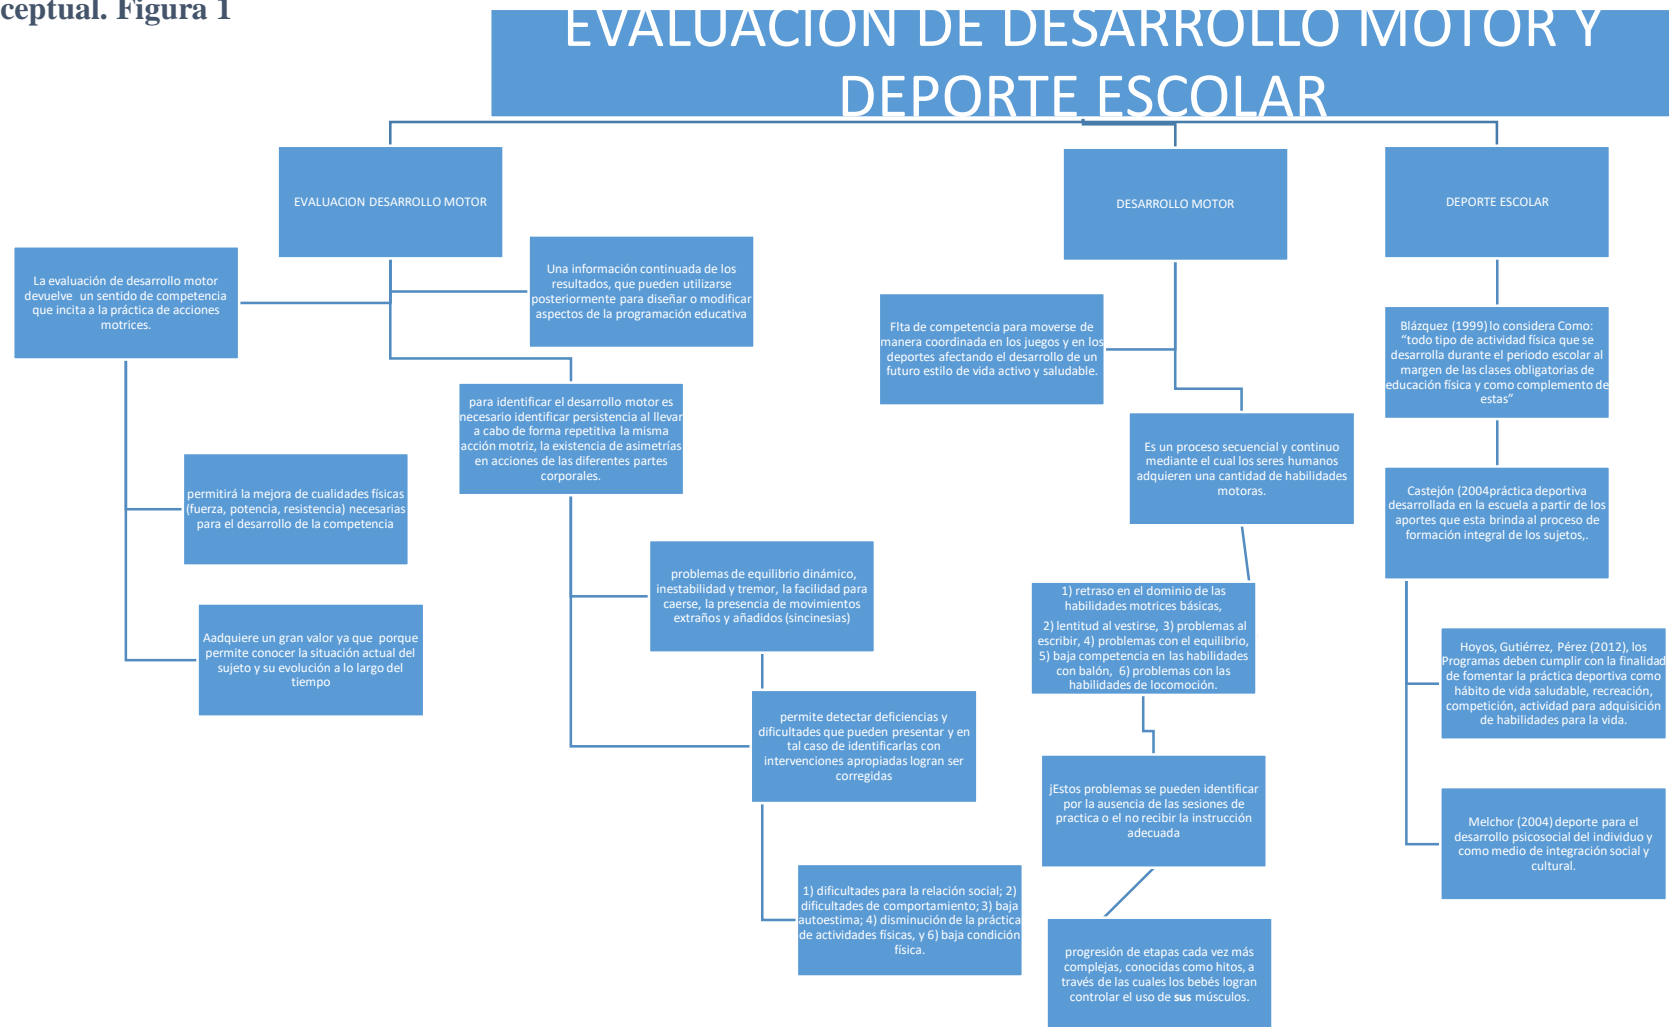 ceptual. Figura 1
EVALUACION DE DESARROLLO MOTOR Y
DEPORTE ESCOLAR
EVALUACION DESARROLLO MOTOR
La evaluación de desarrollo motor
devuelve un sentido de competencia
que incita a la práctica de acciones
motrices.
Una información continuada de los
resultados, que pueden utilizarse
posteriormente para diseñar o modificar
aspectos de la programación educativa
para identificar el desarrollo motor es
necesario identificar persistencia al llevar
a cabo de forma repetitiva la misma
acción motriz, la existencia de asimetrías
en acciones de las diferentes partes
corporales.
permitirá la mejora de cualidades físicas
(fuerza, potencia, resistencia) necesarias
para el desarrollo de la competencia
Aadquiere un gran valor ya que porque
permite conocer la situación actual del
sujeto y su evolución a lo largo del
tiempo
problemas de equilibrio dinámico,
inestabilidad y tremor, la facilidad para
caerse, la presencia de movimientos
extraños y añadidos (sincinesias)
permite detectar deficiencias y
dificultades que pueden presentar y en
tal caso de identificarlas con
intervenciones apropiadas logran ser
corregidas
1) dificultades para la relación social; 2)
dificultades de comportamiento; 3) baja
autoestima; 4) disminución de la práctica
de actividades físicas, y 6) baja condición
física.
DESARROLLO MOTOR
Flta de competencia para moverse de
manera coordinada en los juegos y en los
deportes afectando el desarrollo de un
futuro estilo de vida activo y saludable.
Es un proceso secuencial y continuo
mediante el cual los seres humanos
adquieren una cantidad de habilidades
motoras.
1) retraso en el dominio de las
habilidades motrices básicas,
2) lentitud al vestirse, 3) problemas al
escribir, 4) problemas con el equilibrio,
5) baja competencia en las habilidades
con balón, 6) problemas con las
habilidades de locomoción.
jEstos problemas se pueden identificar
por la ausencia de las sesiones de
practica o el no recibir la instrucción
adecuada
progresión de etapas cada vez más
complejas, conocidas como hitos, a
través de las cuales los bebés logran
controlar el uso de sus músculos.
DEPORTE ESCOLAR
Blázquez (1999) lo considera Como:
“todo tipo de actividad física que se
desarrolla durante el periodo escolar al
margen de las clases obligatorias de
educación física y como complemento de
estas”
Castejón (2004práctica deportiva
desarrollada en la escuela a partir de los
aportes que esta brinda al proceso de
formación integral de los sujetos,.
Hoyos, Gutiérrez, Pérez (2012), los
Programas deben cumplir con la finalidad
de fomentar la práctica deportiva como
hábito de vida saludable, recreación,
competición, actividad para adquisición
de habilidades para la vida.
Melchor (2004) deporte para el
desarrollo psicosocial del individuo y
como medio de integración social y
cultural.